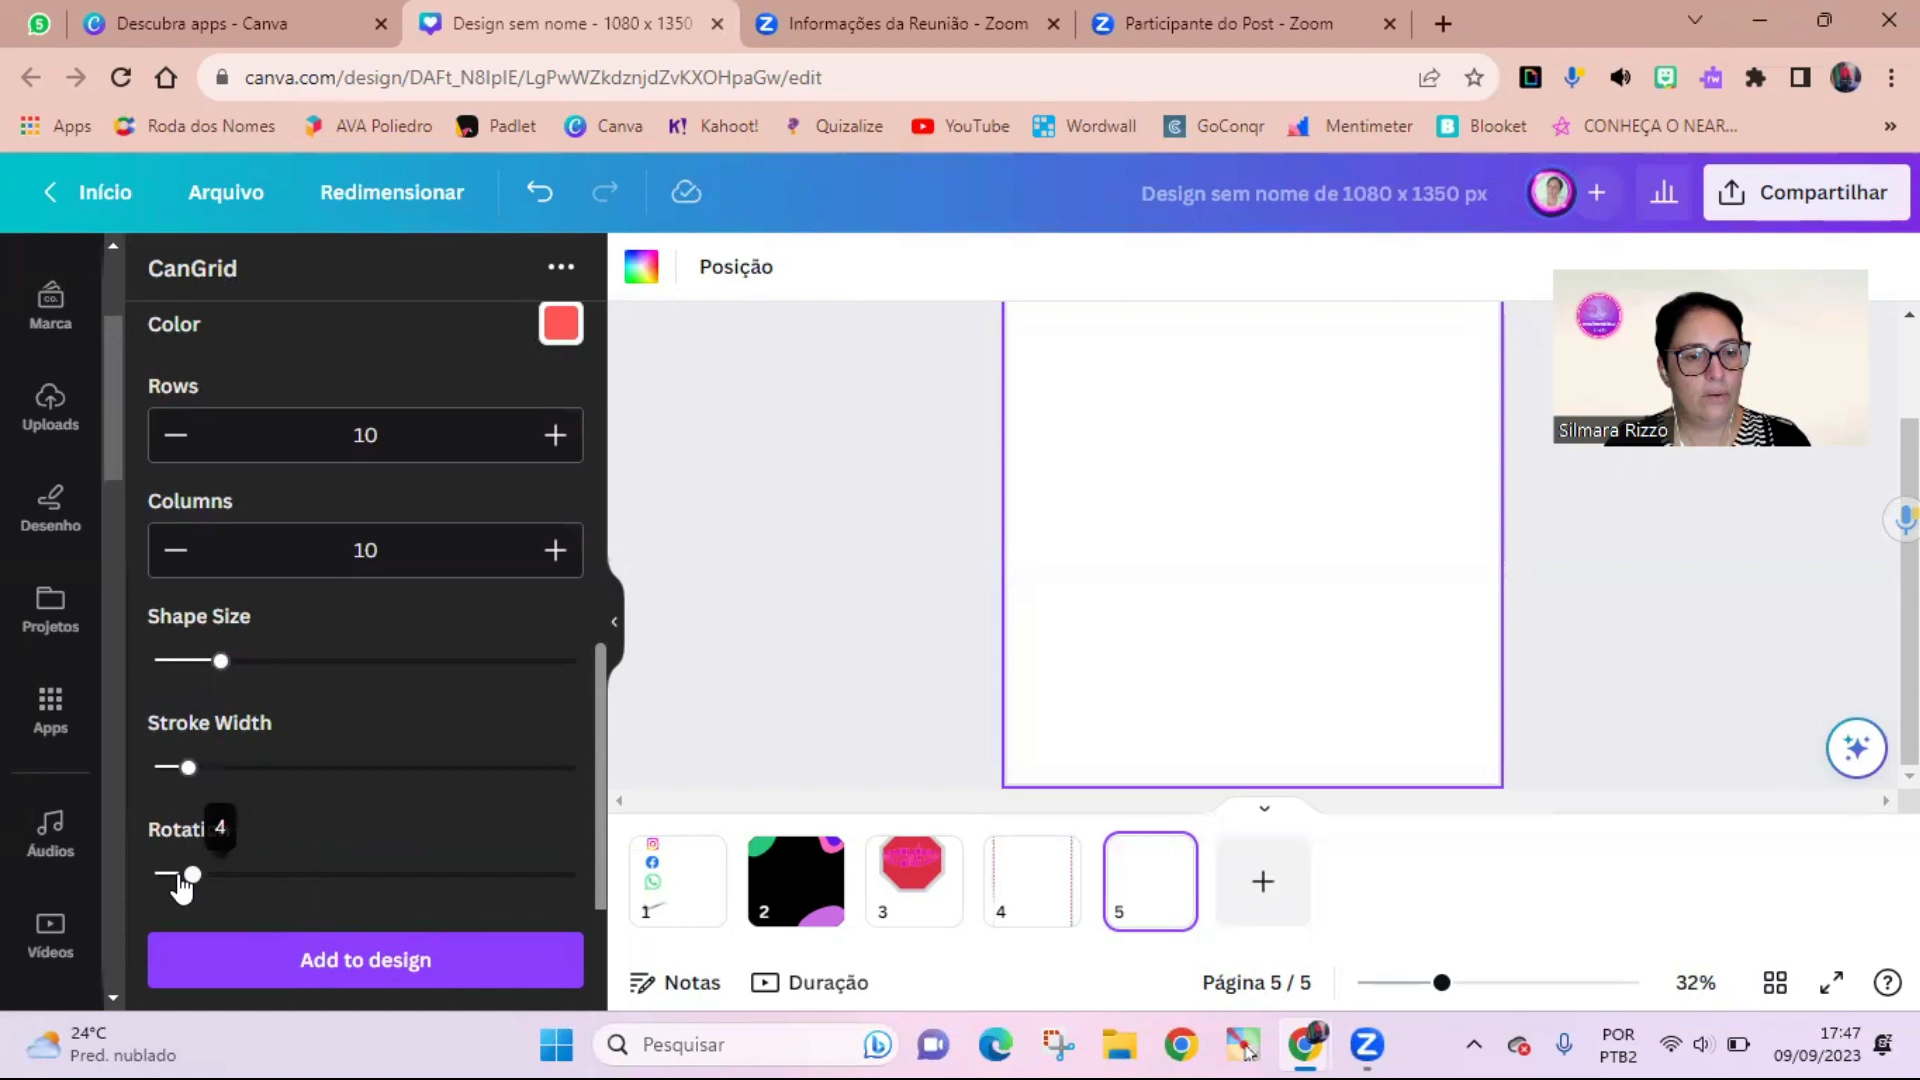 5
Descubra apps - Canva
Design sem nome - 1080 x 1350
Informações da Reunião - Zoom
Participante do Post - Zoom
canva.com/design/DAFt_N8IpIE/LgPwWZkdznjdZvKXOHpaGw/edit
Apps
Roda dos Nomes
AVA Poliedro
Padlet
Canva
K!
Kahoot!
Quizalize
YouTube
Wordwall
GoConqr
Mentimeter
B
Blooket
CONHEÇA O NEAR...
Início
Arquivo
Redimensionar
Design sem nome de 1080 x 1350 px
Compartilhar
CO.
Marca
Uploads
Desenho
Projetos
Apps
Áudios
Vídeos
CanGrid
Color
Rows
10
Columns
10
Shape Size
Stroke Width
Rotati
4
Add to design
Posição
Silmara Rizzo
1
2
3
4
5
Notas
Duração
Página 5 / 5
32%
24°C
Pred. nublado
Pesquisar
POR
PTB2
17:47
09/09/2023